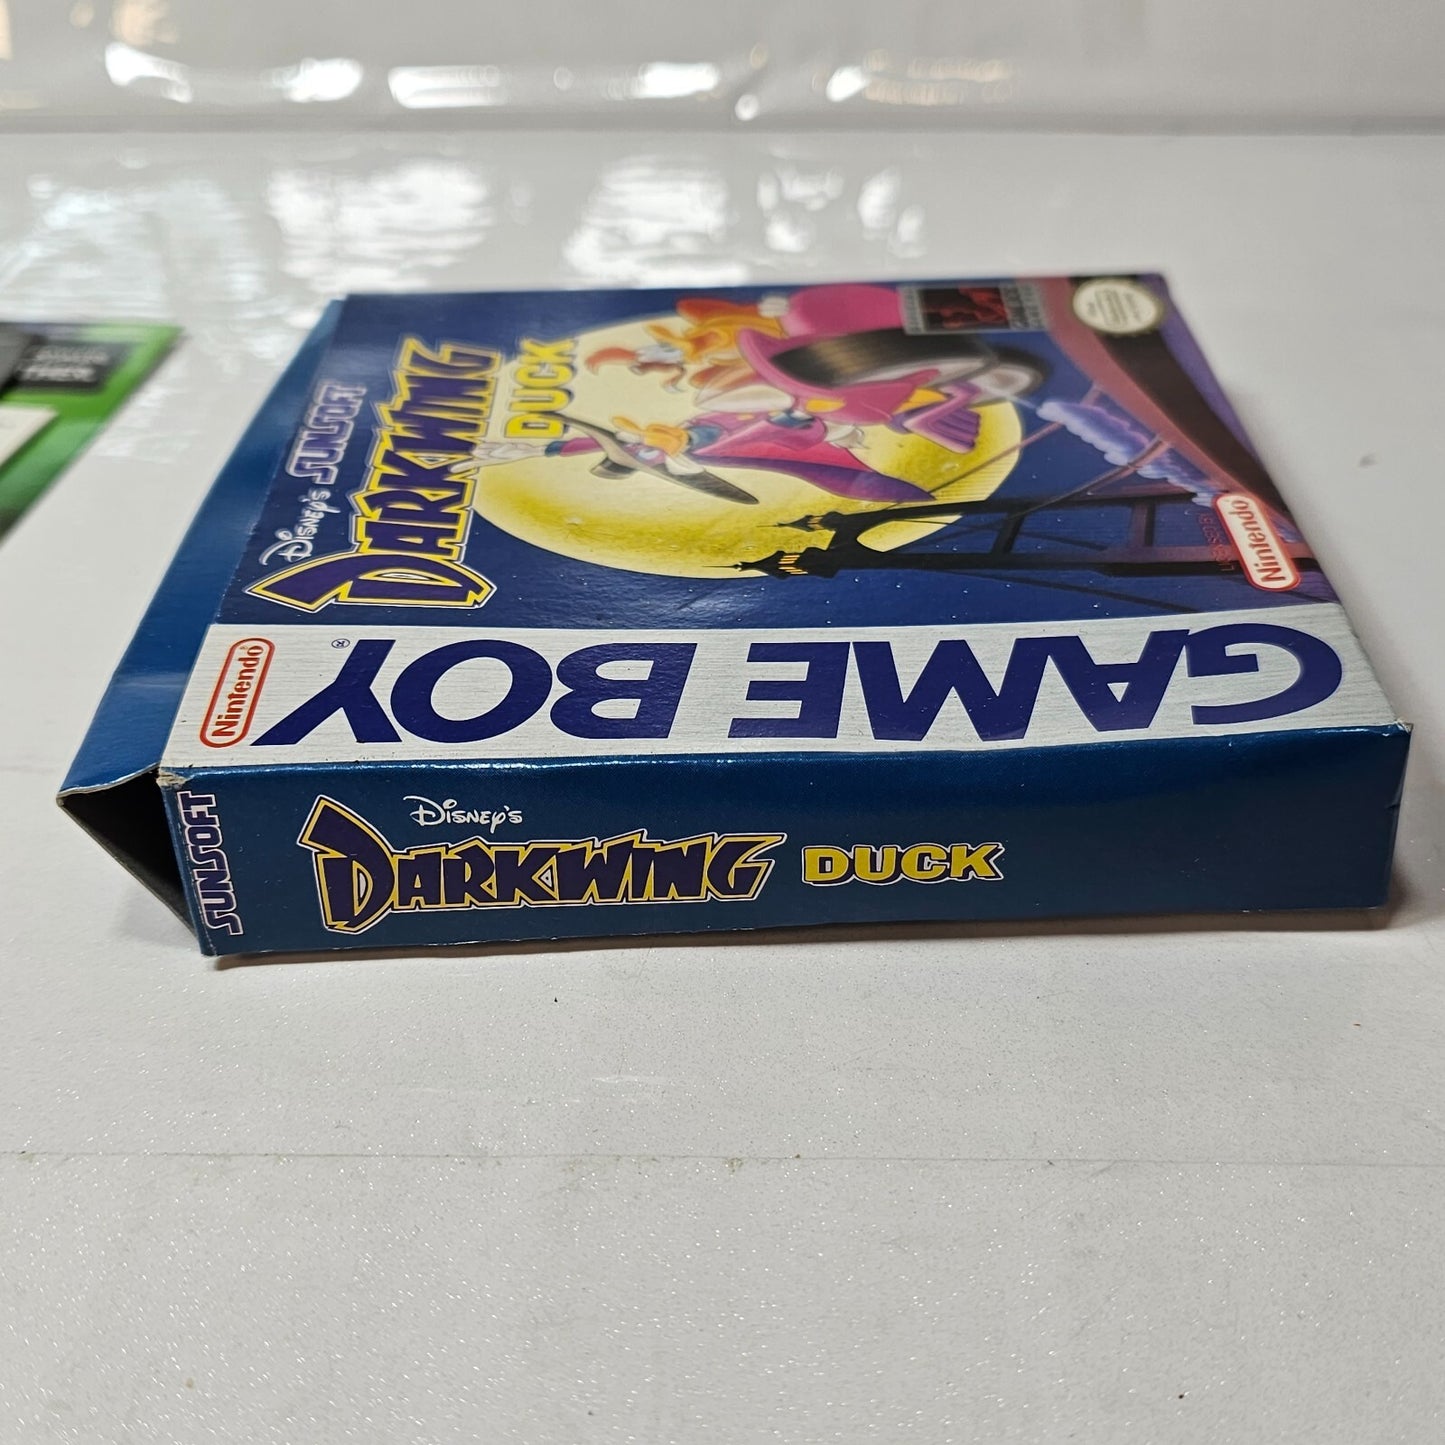 Disney's SUNSOFT
DARKWING
DUCK
Nintendo
Nintendo
GAME BOY®
SUNSOFT
Disney's
DARKWING DUCK